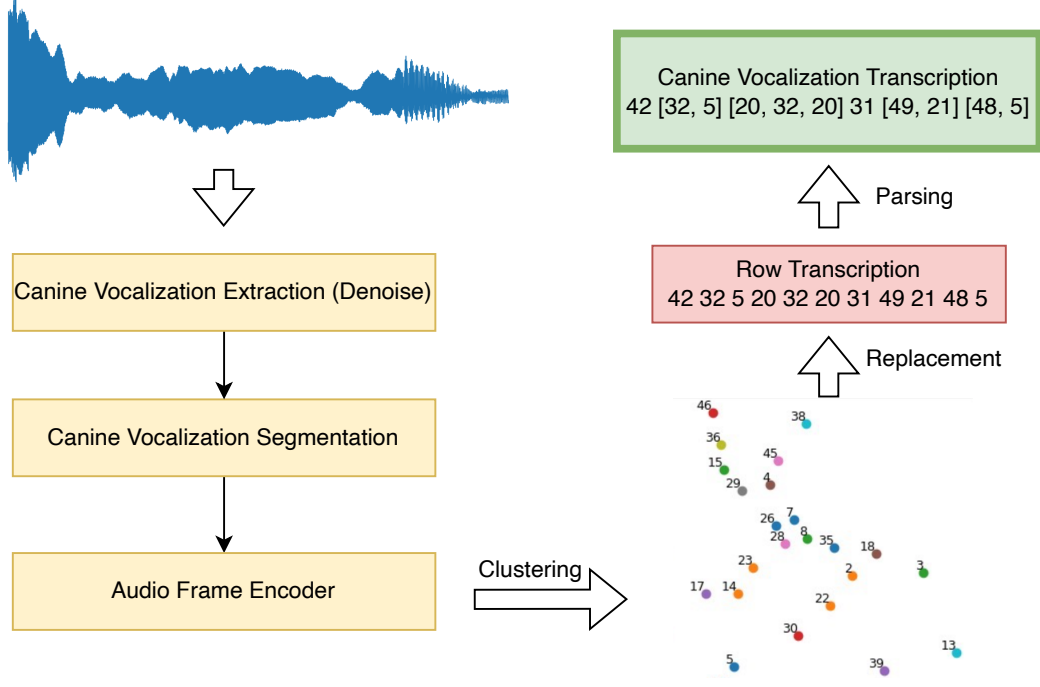 Canine Vocalization Extraction (Denoise)
Canine Vocalization Segmentation
Audio Frame Encoder
Clustering
46
38
36
45
15
4
29
7
26
8
28
35
18
23
2
3
17
14
22
30
13
5
39
Replacement
Row Transcription
42 32 5 20 32 20 31 49 21 48 5
Parsing
Canine Vocalization Transcription
42 [32, 5] [20, 32, 20] 31 [49, 21] [48, 5]